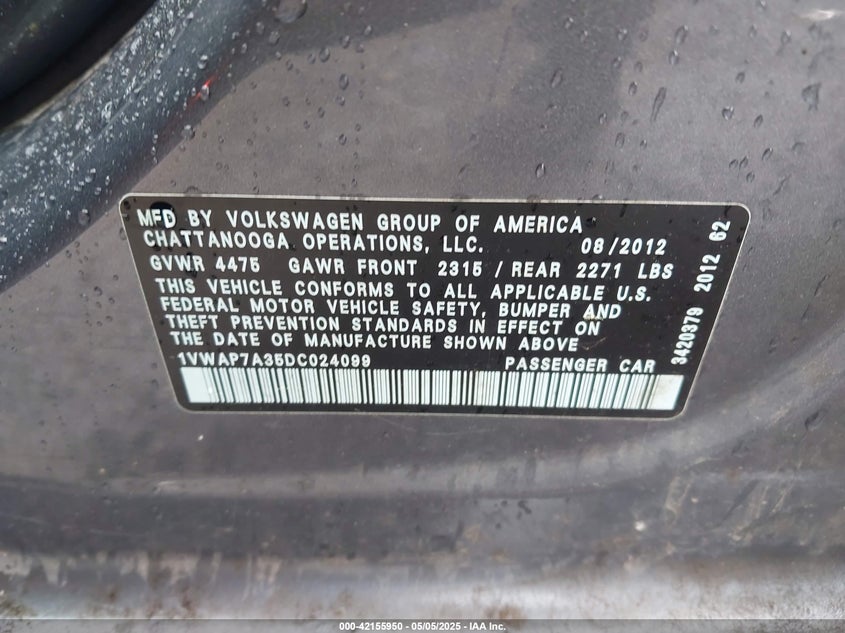 MFD BY VOLKSWAGEN GROUP OF AMERICA
CHATTANOOGA OPERATIONS, LLC. 08/2012
GVWR 4475 GAWR FRONT 2315 / REAR 2271 LBS
THIS VEHICLE CONFORMS TO ALL APPLICABLE U.S.
FEDERAL MOTOR VEHICLE SAFETY, BUMPER AND
THEFT PREVENTION STANDARDS IN EFFECT ON
THE DATE OF MANUFACTURE SHOWN ABOVE
1VWAP7A35DC024099 PASSENGER CAR
3420379 2012 62
000-42155950 - 05/05/2025 - IAA Inc.